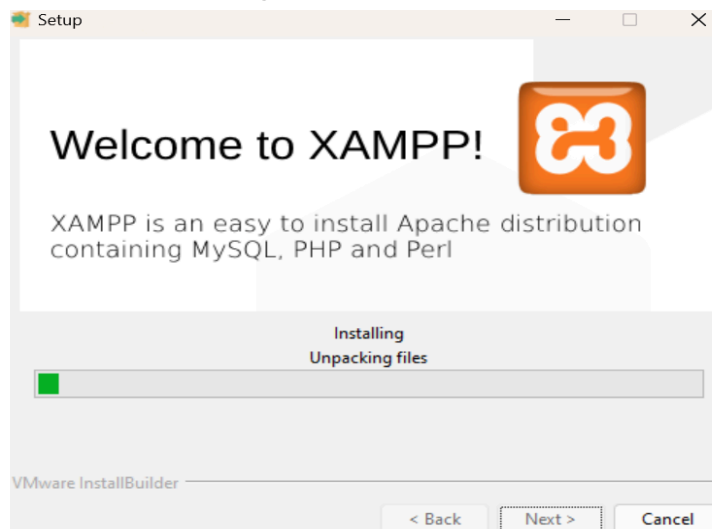 Setup
Welcome to XAMPP!
XAMPP is an easy to install Apache distribution
containing MySQL, PHP and Perl
Installing
Unpacking files
VMware InstallBuilder
< Back Next > Cancel